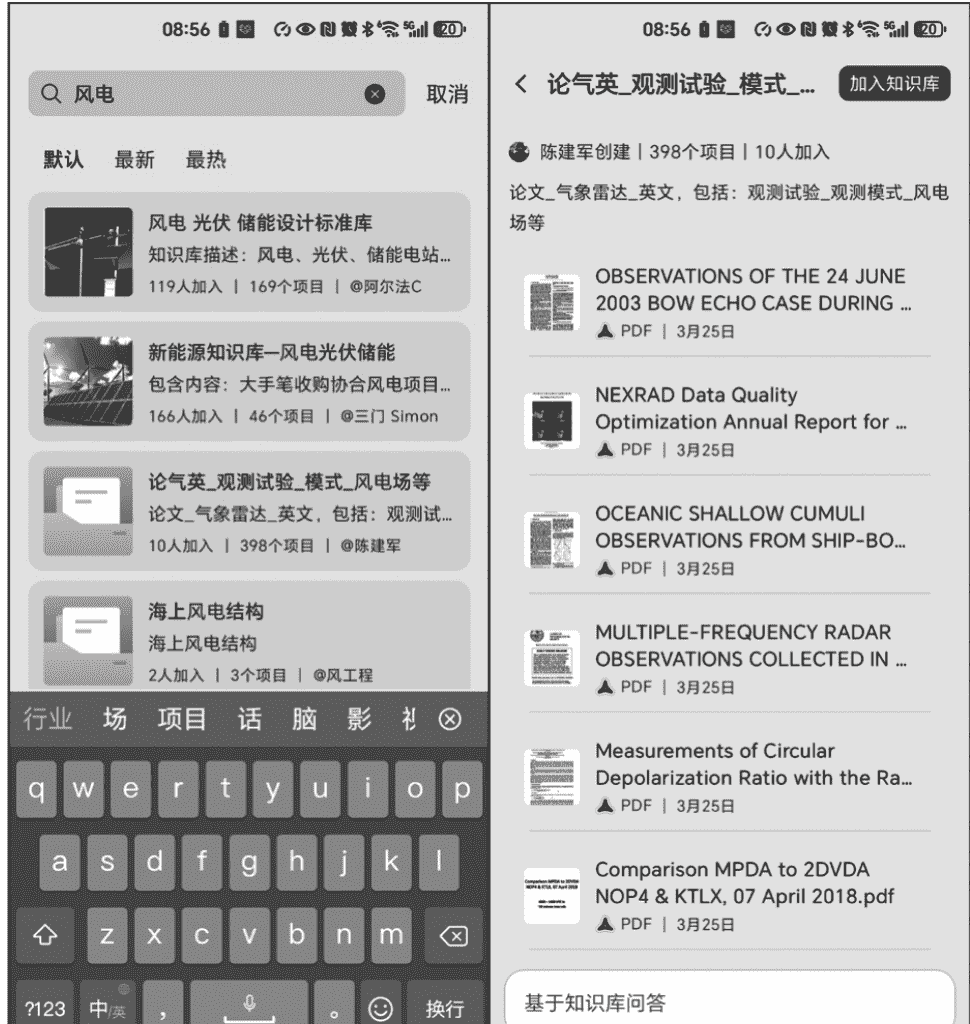 08:56
5G
20
风电
取消
默认 最新 最热
风电 光伏 储能设计标准库
知识库描述：风电、光伏、储能电站...
119人加入 | 169个项目 | @阿尔法C
新能源知识库—风电光伏储能
包含内容：大手笔收购协合风电项目...
166人加入 | 46个项目 | @三门 Simon
论气英_观测试验_模式_风电场等
论文_气象雷达_英文，包括：观测试...
10人加入 | 398个项目 | @陈建军
海上风电结构
海上风电结构
2人加入 | 3个项目 | @风工程
行业 场 项目 话 脑 影
q w e r t y u i o p
a s d f g h j k l
z x c v b n m
?123 中/英 , 。 换行
08:56
5G
20
论气英_观测试验_模式_...
加入知识库
陈建军创建 | 398个项目 | 10人加入
论文_气象雷达_英文，包括：观测试验_观测模式_风电
场等
OBSERVATIONS OF THE 24 JUNE
2003 BOW ECHO CASE DURING ...
PDF | 3月25日
NEXRAD Data Quality
Optimization Annual Report for ...
PDF | 3月25日
OCEANIC SHALLOW CUMULI
OBSERVATIONS FROM SHIP-BO...
PDF | 3月25日
MULTIPLE-FREQUENCY RADAR
OBSERVATIONS COLLECTED IN ...
PDF | 3月25日
Measurements of Circular
Depolarization Ratio with the Ra...
PDF | 3月25日
Comparison MPDA to 2DVDA
NOP4 & KTLX, 07 April 2018
Comparison MPDA to 2DVDA
NOP4 & KTLX, 07 April 2018.pdf
PDF | 3月25日
基于知识库问答